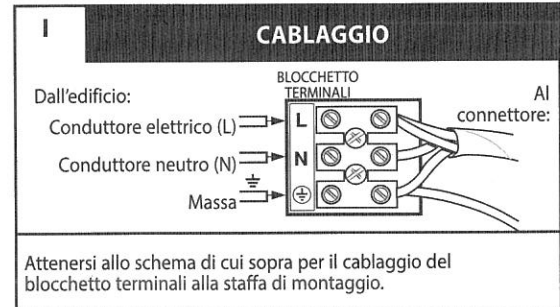 I
CABLAGGIO
BLOCCHETTO
TERMINALI
Dall'edificio:
Al
connettore:
Conduttore elettrico (L)
L
Conduttore neutro (N)
N
Massa
Attenersi allo schema di cui sopra per il cablaggio del
blocchetto terminali alla staffa di montaggio.